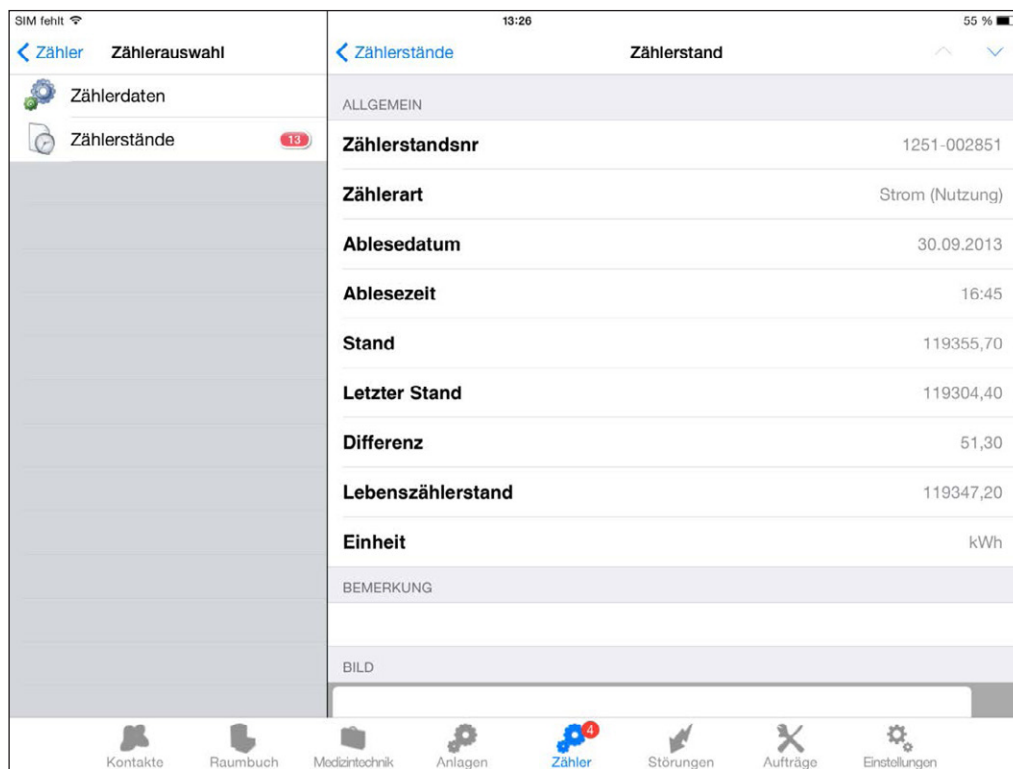 SIM fehlt 13:26 55 %
Zähler Zählerauswahl
Zählerdaten
Zählerstände 13
Zählerstände Zählerstand
ALLGEMEIN
Zählerstandsnr 1251-002851
Zählerart Strom (Nutzung)
Ablesedatum 30.09.2013
Ablesezeit 16:45
Stand 119355,70
Letzter Stand 119304,40
Differenz 51,30
Lebenszählerstand 119347,20
Einheit kWh
BEMERKUNG
BILD
4
Kontakte Raumbuch Medizintechnik Anlagen Zähler Störungen Aufträge Einstellungen